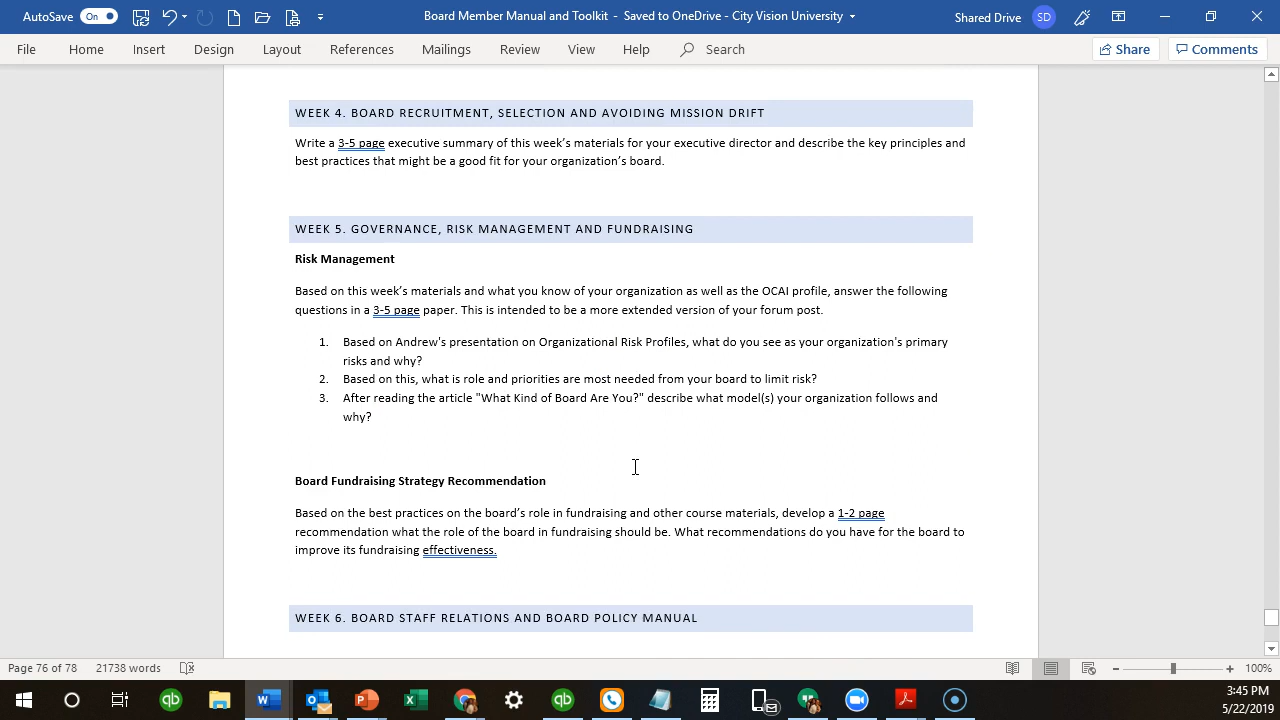 AutoSave On Board Member Manual and Toolkit - Saved to OneDrive - City Vision University Shared Drive SD
File Home Insert Design Layout References Mailings Review View Help Search Share Comments
WEEK 4. BOARD RECRUITMENT, SELECTION AND AVOIDING MISSION DRIFT
Write a 3-5 page executive summary of this week’s materials for your executive director and describe the key principles and
best practices that might be a good fit for your organization’s board.
WEEK 5. GOVERNANCE, RISK MANAGEMENT AND FUNDRAISING
Risk Management
Based on this week’s materials and what you know of your organization as well as the OCAI profile, answer the following
questions in a 3-5 page paper. This is intended to be a more extended version of your forum post.
1. Based on Andrew's presentation on Organizational Risk Profiles, what do you see as your organization's primary
risks and why?
2. Based on this, what is role and priorities are most needed from your board to limit risk?
3. After reading the article "What Kind of Board Are You?" describe what model(s) your organization follows and
why?
Board Fundraising Strategy Recommendation
Based on the best practices on the board’s role in fundraising and other course materials, develop a 1-2 page
recommendation what the role of the board in fundraising should be. What recommendations do you have for the board to
improve its fundraising effectiveness.
WEEK 6. BOARD STAFF RELATIONS AND BOARD POLICY MANUAL
Page 76 of 78 21738 words 100%
3:45 PM
5/22/2019